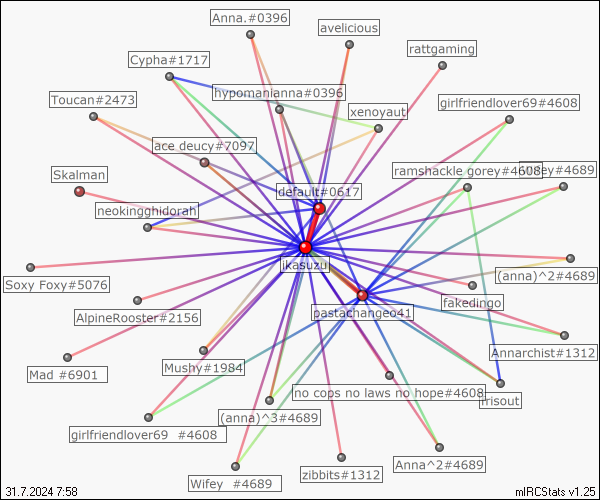 Anna.#0396
avelicious
rattgaming
Cypha#1717
hypomanianna#0396
Toucan#2473
xenoyaut
girlfriendlover69#4608
ace deucy#7097
ramshackle gorey#4608
#4689
Skalman
default#0617
neokingghidorah
ikasuzu
Soxy Foxy#5076
(anna)^2#4689
fakedingo
AlpineRooster#2156
pastachangeo41
Annarchist#1312
Mushy#1984
Mad #6901
no cops no laws no hope#4608
(anna)^3#4689
girlfriendlover69 #4608
Anna^2#4689
zibbits#1312
Wifey #4689
31.7.2024 7:58
mIRCStats v1.25